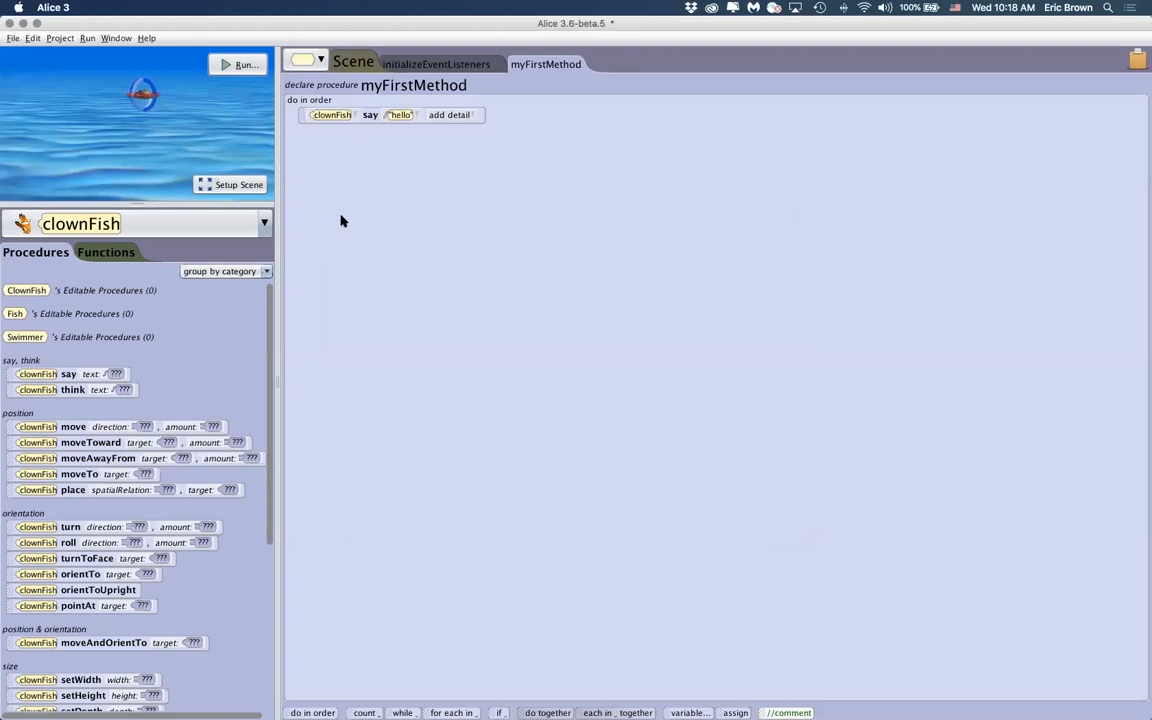 Alice 3
100%
Wed 10:18 AM Eric Brown
Alice 3.6-beta.5 *
File Edit Project Run Window Help
Run...
Setup Scene
Scene
initializeEventListeners
myFirstMethod
declare procedure myFirstMethod
do in order
clownFish say "hello" add detail
clownFish
Procedures
Functions
group by category
ClownFish 's Editable Procedures (0)
Fish 's Editable Procedures (0)
Swimmer 's Editable Procedures (0)
say, think
clownFish say text: ???
clownFish think text: ???
position
clownFish move direction: ??? , amount: ???
clownFish moveToward target: ??? , amount: ???
clownFish moveAwayFrom target: ??? , amount: ???
clownFish moveTo target: ???
clownFish place spatialRelation: ??? , target: ???
orientation
clownFish turn direction: ??? , amount: ???
clownFish roll direction: ??? , amount: ???
clownFish turnToFace target: ???
clownFish orientTo target: ???
clownFish orientToUpright
clownFish pointAt target: ???
position & orientation
clownFish moveAndOrientTo target: ???
size
clownFish setWidth width: ???
clownFish setHeight height: ???
clownFish setDepth depth: ???
do in order count _ while _ for each in _ if _ do together each in _ together variable... assign //comment